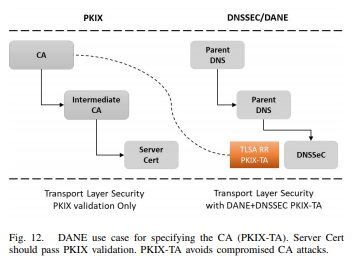 PKIX
DNSSEC/DANE
CA
Parent
DNS
Intermediate
CA
Parent
DNS
Server
Cert
TLSA RR
PKIX-TA
DNSSeC
Transport Layer Security
PKIX validation Only
Transport Layer Security
with DANE+DNSSEC PKIX-TA
Fig. 12. DANE use case for specifying the CA (PKIX-TA). Server Cert
should pass PKIX validation. PKIX-TA avoids compromised CA attacks.